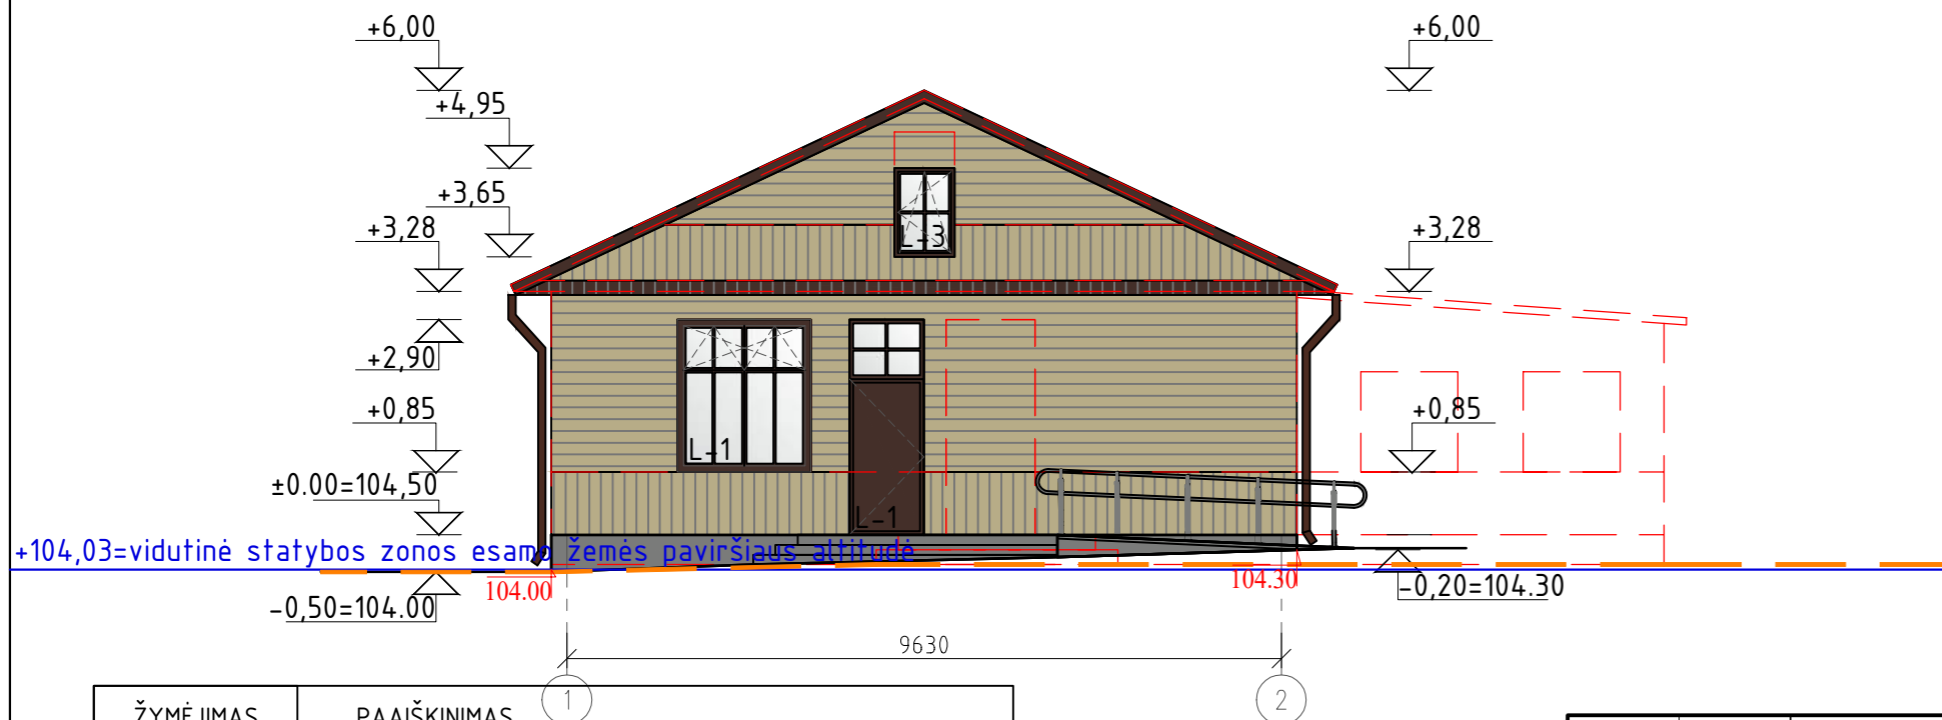 +6,00
+6,00
+4,95
+3,65
+3,28
+3,28
L-3
+2,90
+0,85
+0,85
L-1
±0.00=104,50
L-1
+104,03=vidutinė statybos zonos esamo žemės paviršiaus altitudė
104.00
104.30
-0,50=104.00
-0,20=104.30
9630
1
2
ŽYMĖJIMAS
PAAIŠKINIMAS